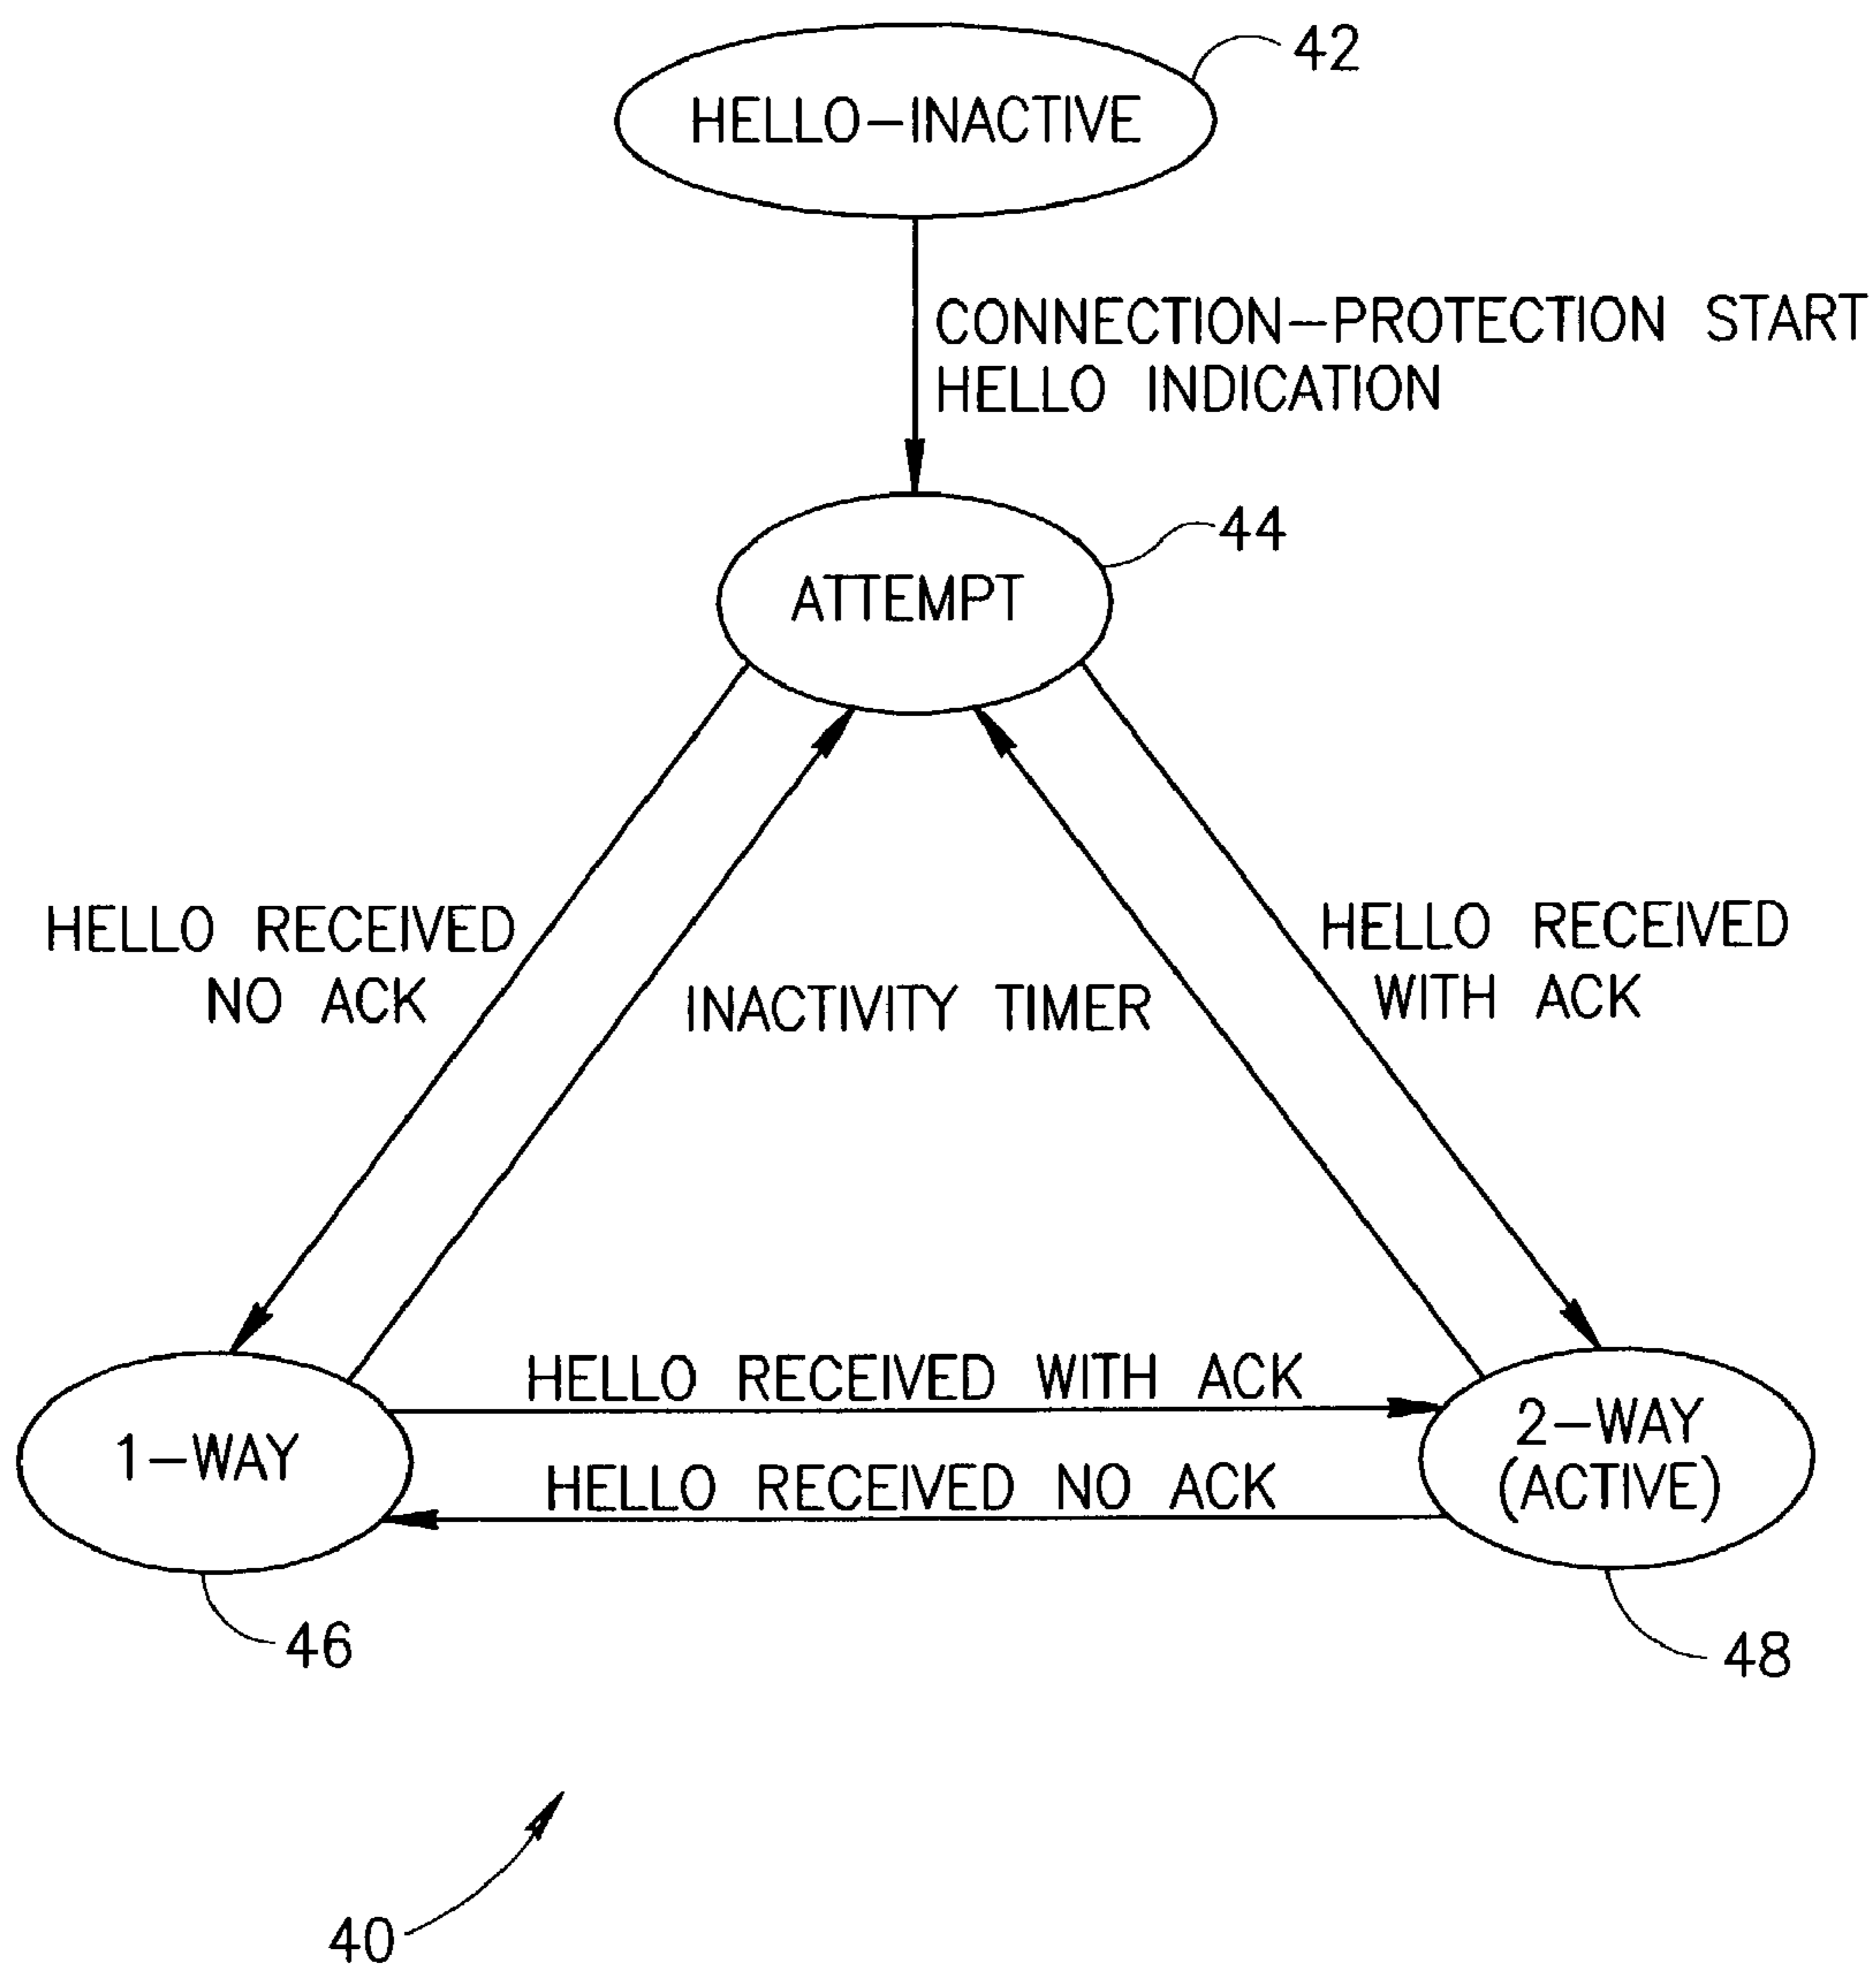 42
HELLO–INACTIVE
CONNECTION–PROTECTION START
HELLO INDICATION
44
ATTEMPT
HELLO RECEIVED
NO ACK
INACTIVITY TIMER
HELLO RECEIVED
WITH ACK
HELLO RECEIVED WITH ACK
1–WAY
2–WAY
(ACTIVE)
HELLO RECEIVED NO ACK
46
48
40